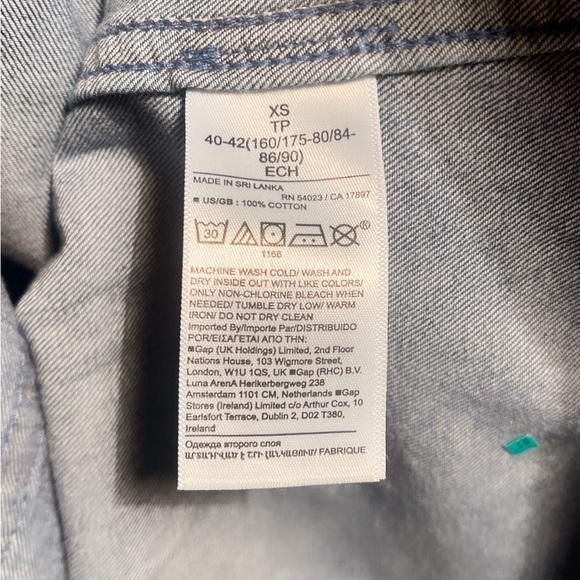 XS
TP
40-42(160/175-80/84-
86/90)
ECH
MADE IN SRI LANKA
RN 54023 / CA 17897
■ US/GB : 100% COTTON
30
®
1166
MACHINE WASH COLD/ WASH AND
DRY INSIDE OUT WITH LIKE COLORS/
ONLY NON-CHLORINE BLEACH WHEN
NEEDED/ TUMBLE DRY LOW/ WARM
IRON/ DO NOT DRY CLEAN
Imported By/Importe Par/DISTRIBUIDO
POR/ΕΙΣΑΓΕΤΑΙ ΑΠΟ ΤΗΝ:
■Gap (UK Holdings) Limited, 2nd Floor
Nations House, 103 Wigmore Street,
London, W1U 1QS, UK ■Gap (RHC) B.V.
Luna ArenA Herikerbergweg 238
Amsterdam 1101 CM, Netherlands ■Gap
Stores (Ireland) Limited c/o Arthur Cox, 10
Earlsfort Terrace, Dublin 2, D02 T380,
Ireland
Одежда второго слоя
FABRIQUE